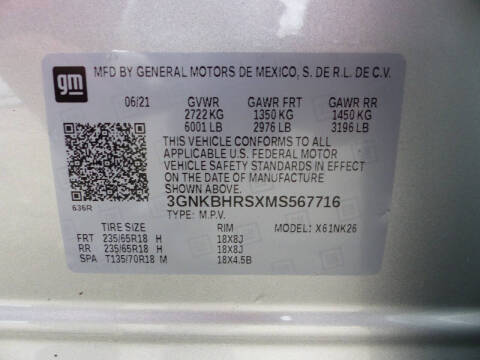 gm
MFD BY GENERAL MOTORS DE MEXICO, S. DE R.L. DE C.V.
06/21 GVWR GAWR FRT GAWR RR
2722 KG 1350 KG 1450 KG
6001 LB 2976 LB 3196 LB
THIS VEHICLE CONFORMS TO ALL
APPLICABLE U.S. FEDERAL MOTOR
VEHICLE SAFETY STANDARDS IN EFFECT
ON THE DATE OF MANUFACTURE
SHOWN ABOVE.
636R 3GNKBHRSXMS567716
TYPE: M.P.V.
TIRE SIZE RIM MODEL: X61NK26
FRT 235/65R18 H 18X8J
RR 235/65R18 H 18X8J
SPA T135/70R18 M 18X4.5B